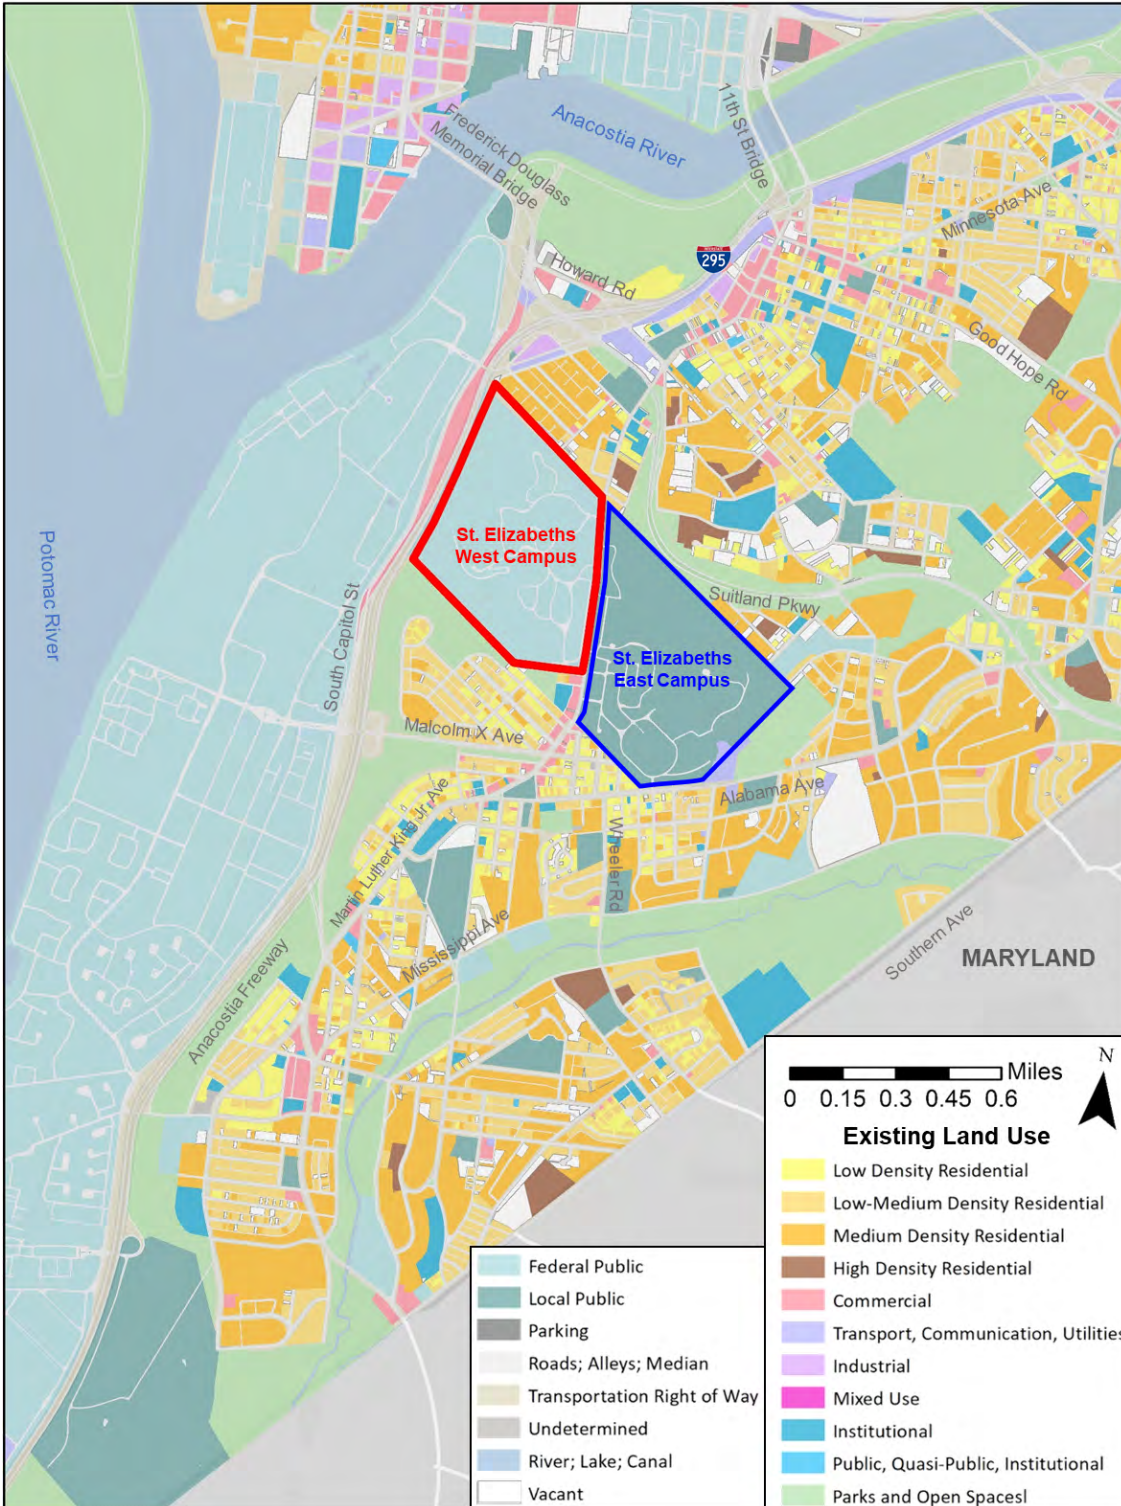 Anacostia River
11th St Bridge
Frederick Douglass
Memorial Bridge
Minnesota Ave
INTERSTATE
295
Howard Rd
Good Hope Rd
St. Elizabeths
West Campus
Potomac River
South Capitol St
Suitland Pkwy
St. Elizabeths
East Campus
Malcolm X Ave
Alabama Ave
Martin Luther King Jr. Ave
Wheeler Rd
Mississippi Ave
Southern Ave
MARYLAND
Anacostia Freeway
N
Miles
0 0.15 0.3 0.45 0.6
Existing Land Use
Low Density Residential
Low-Medium Density Residential
Medium Density Residential
High Density Residential
Commercial
Transport, Communication, Utilities
Industrial
Mixed Use
Institutional
Public, Quasi-Public, Institutional
Parks and Open Spacesl
Federal Public
Local Public
Parking
Roads; Alleys; Median
Transportation Right of Way
Undetermined
River; Lake; Canal
Vacant